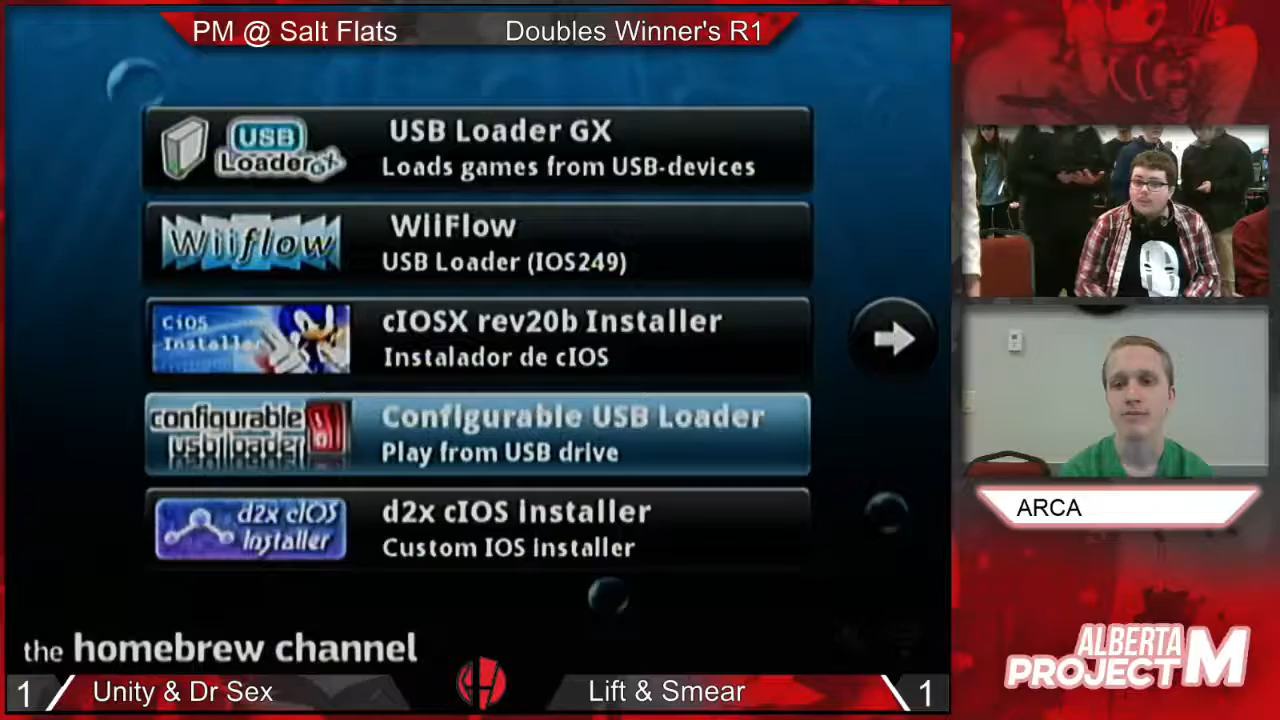 PM @ Salt Flats
Doubles Winner's R1
USB Loader GX
USB Loader GX
Loads games from USB-devices
Wiiflow
WiiFlow
USB Loader (IOS249)
CiOS Installer
cIOSX rev20b Installer
Instalador de cIOS
configurable usb loader
Configurable USB Loader
Play from USB drive
d2x cIOS Installer
d2x cIOS Installer
Custom IOS installer
the homebrew channel
ARCA
ALBERTA
PROJECT M
1 Unity & Dr Sex
Lift & Smear 1